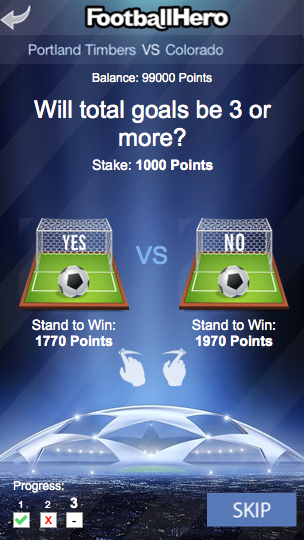 FootballHero
Portland Timbers VS Colorado
Balance: 99000 Points
Will total goals be 3 or
more?
Stake: 1000 Points
YES
VS
NO
Stand to Win:
1770 Points
Stand to Win:
1970 Points
Progress:
1 2 3
✓ X -
SKIP